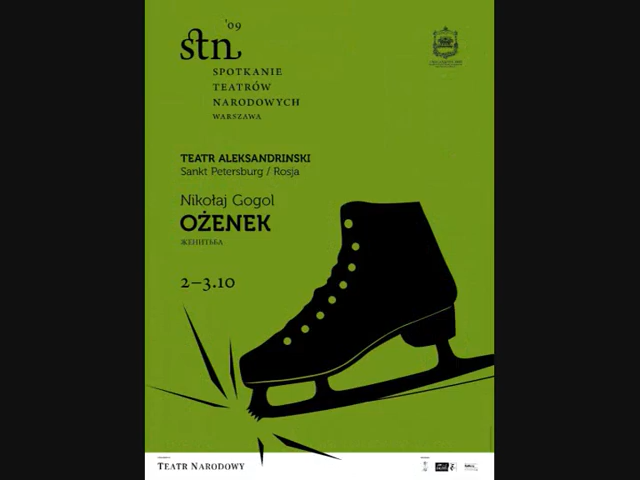 '09
stn
SPOTKANIE
TEATRÓW
NARODOWYCH
WARSZAWA
TEATR ALEKSANDRINSKI
Sankt Petersburg / Rosja
Nikołaj Gogol
OŻENEK
ЖЕНИТЬБА
2–3.10
TEATR NARODOWY